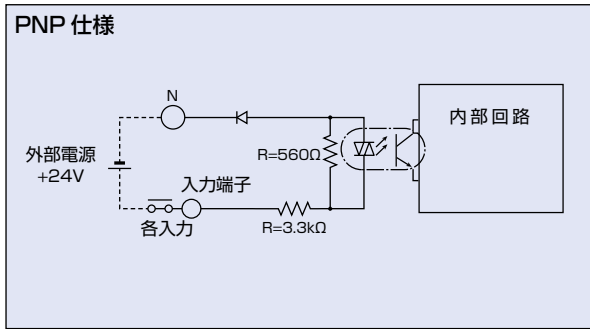 PNP 仕様
N
内部回路
R=560Ω
外部電源
+24V
入力端子
各入力
R=3.3kΩ